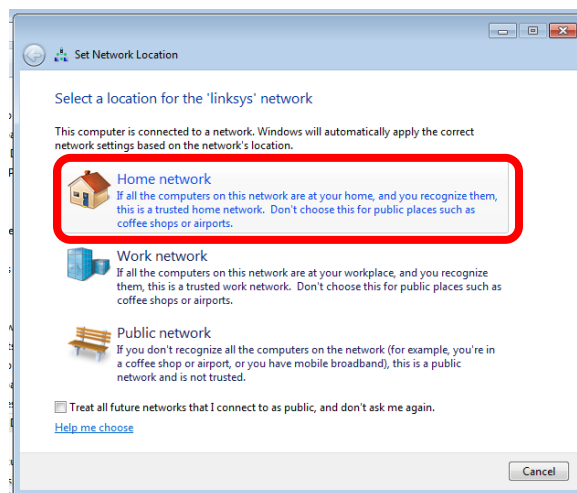 Set Network Location
Select a location for the 'linksys' network
This computer is connected to a network. Windows will automatically apply the correct
network settings based on the network's location.
Home network
If all the computers on this network are at your home, and you recognize them,
this is a trusted home network.  Don't choose this for public places such as
coffee shops or airports.
Work network
If all the computers on this network are at your workplace, and you recognize
them, this is a trusted work network.  Don't choose this for public places such as
coffee shops or airports.
Public network
If you don't recognize all the computers on the network (for example, you're in
a coffee shop or airport, or you have mobile broadband), this is a public
network and is not trusted.
Treat all future networks that I connect to as public, and don't ask me again.
Help me choose
Cancel